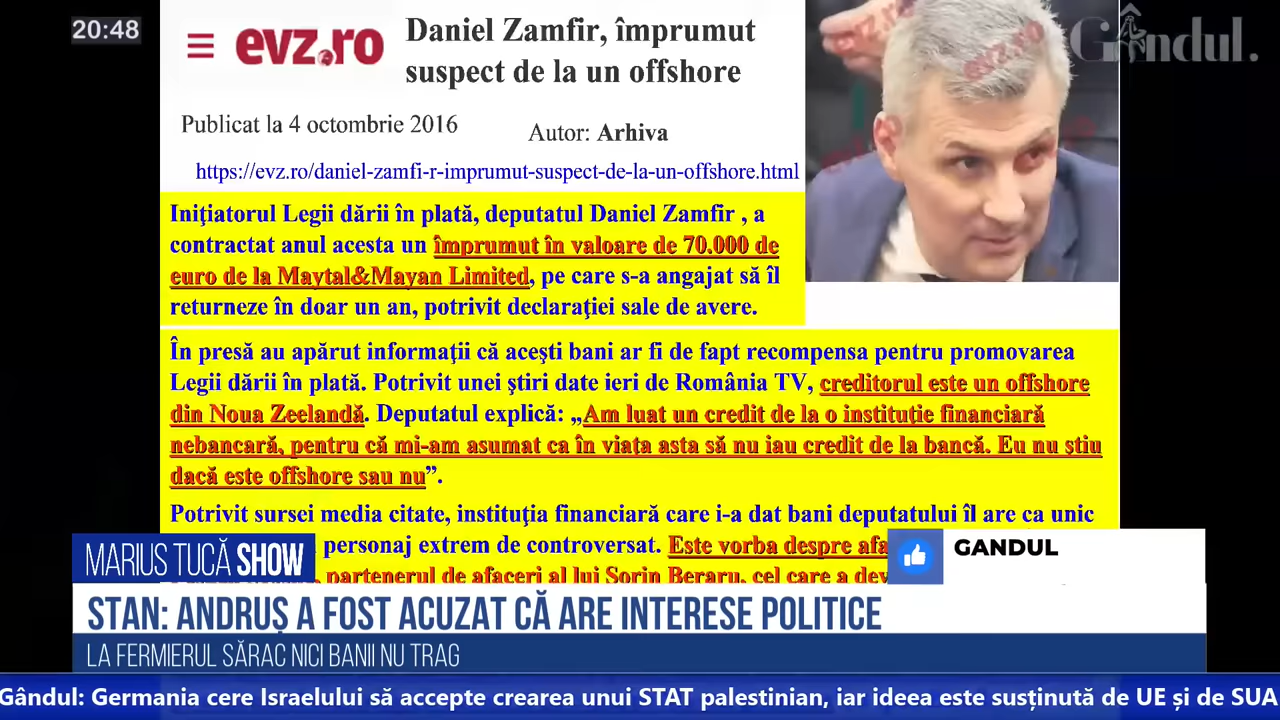 20:48
evz.ro
Daniel Zamfir, împrumut
suspect de la un offshore
Gândul.
Publicat la 4 octombrie 2016
Autor: Arhiva
https://evz.ro/daniel-zamfi-r-imprumut-suspect-de-la-un-offshore.html
Iniţiatorul Legii dării în plată, deputatul Daniel Zamfir , a
contractat anul acesta un împrumut în valoare de 70.000 de
euro de la Maytal&Mayan Limited, pe care s-a angajat să îl
returneze în doar un an, potrivit declaraţiei sale de avere.
În presă au apărut informaţii că aceşti bani ar fi de fapt recompensa pentru promovarea
Legii dării în plată. Potrivit unei ştiri date ieri de România TV, creditorul este un offshore
din Noua Zeelandă. Deputatul explică: „Am luat un credit de la o instituţie financiară
nebancară, pentru că mi-am asumat ca în viaţa asta să nu iau credit de la bancă. Eu nu ştiu
dacă este offshore sau nu”.
Potrivit sursei media citate, instituţia financiară care i-a dat bani deputatului îl are ca unic
personaj extrem de controversat. Este vorba despre
partenerul de afaceri al lui Sorin Beraru, cel care a
MARIUS TUCĂ SHOW
GANDUL
STAN: ANDRUȘ A FOST ACUZAT CĂ ARE INTERESE POLITICE
LA FERMIERUL SĂRAC NICI BANII NU TRAG
Gândul: Germania cere Israelului să accepte crearea unui STAT palestinian, iar ideea este susținută de UE și de SUA